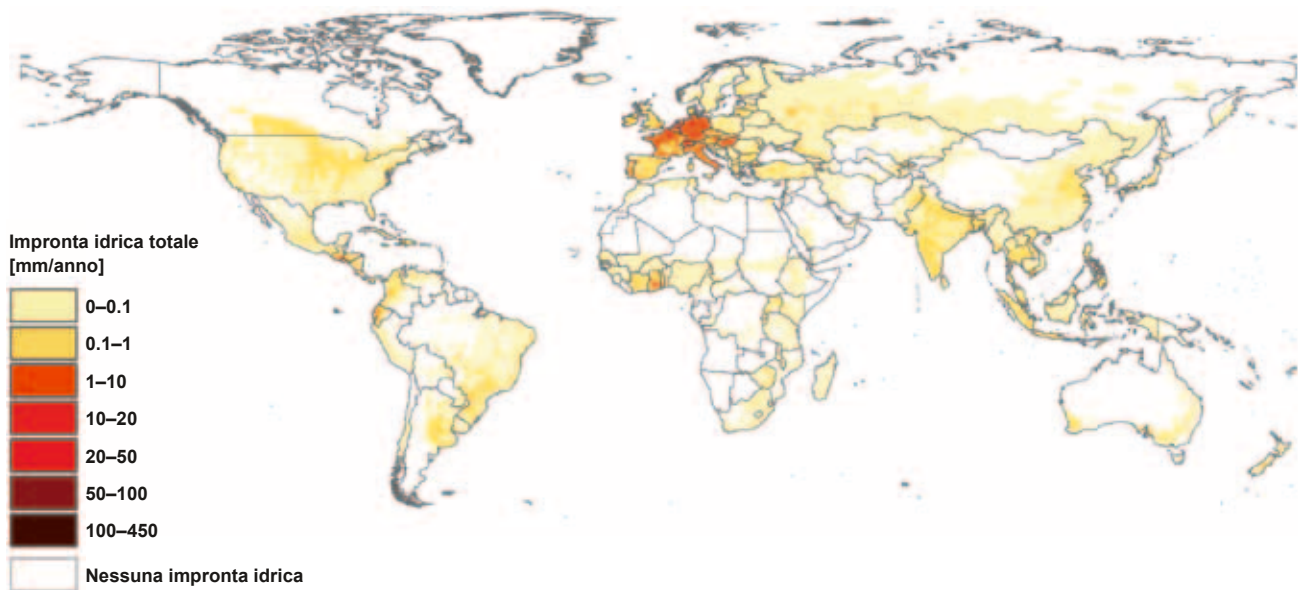 Impronta idrica totale
[mm/anno]
0–0.1
0.1–1
1–10
10–20
20–50
50–100
100–450
Nessuna impronta idrica